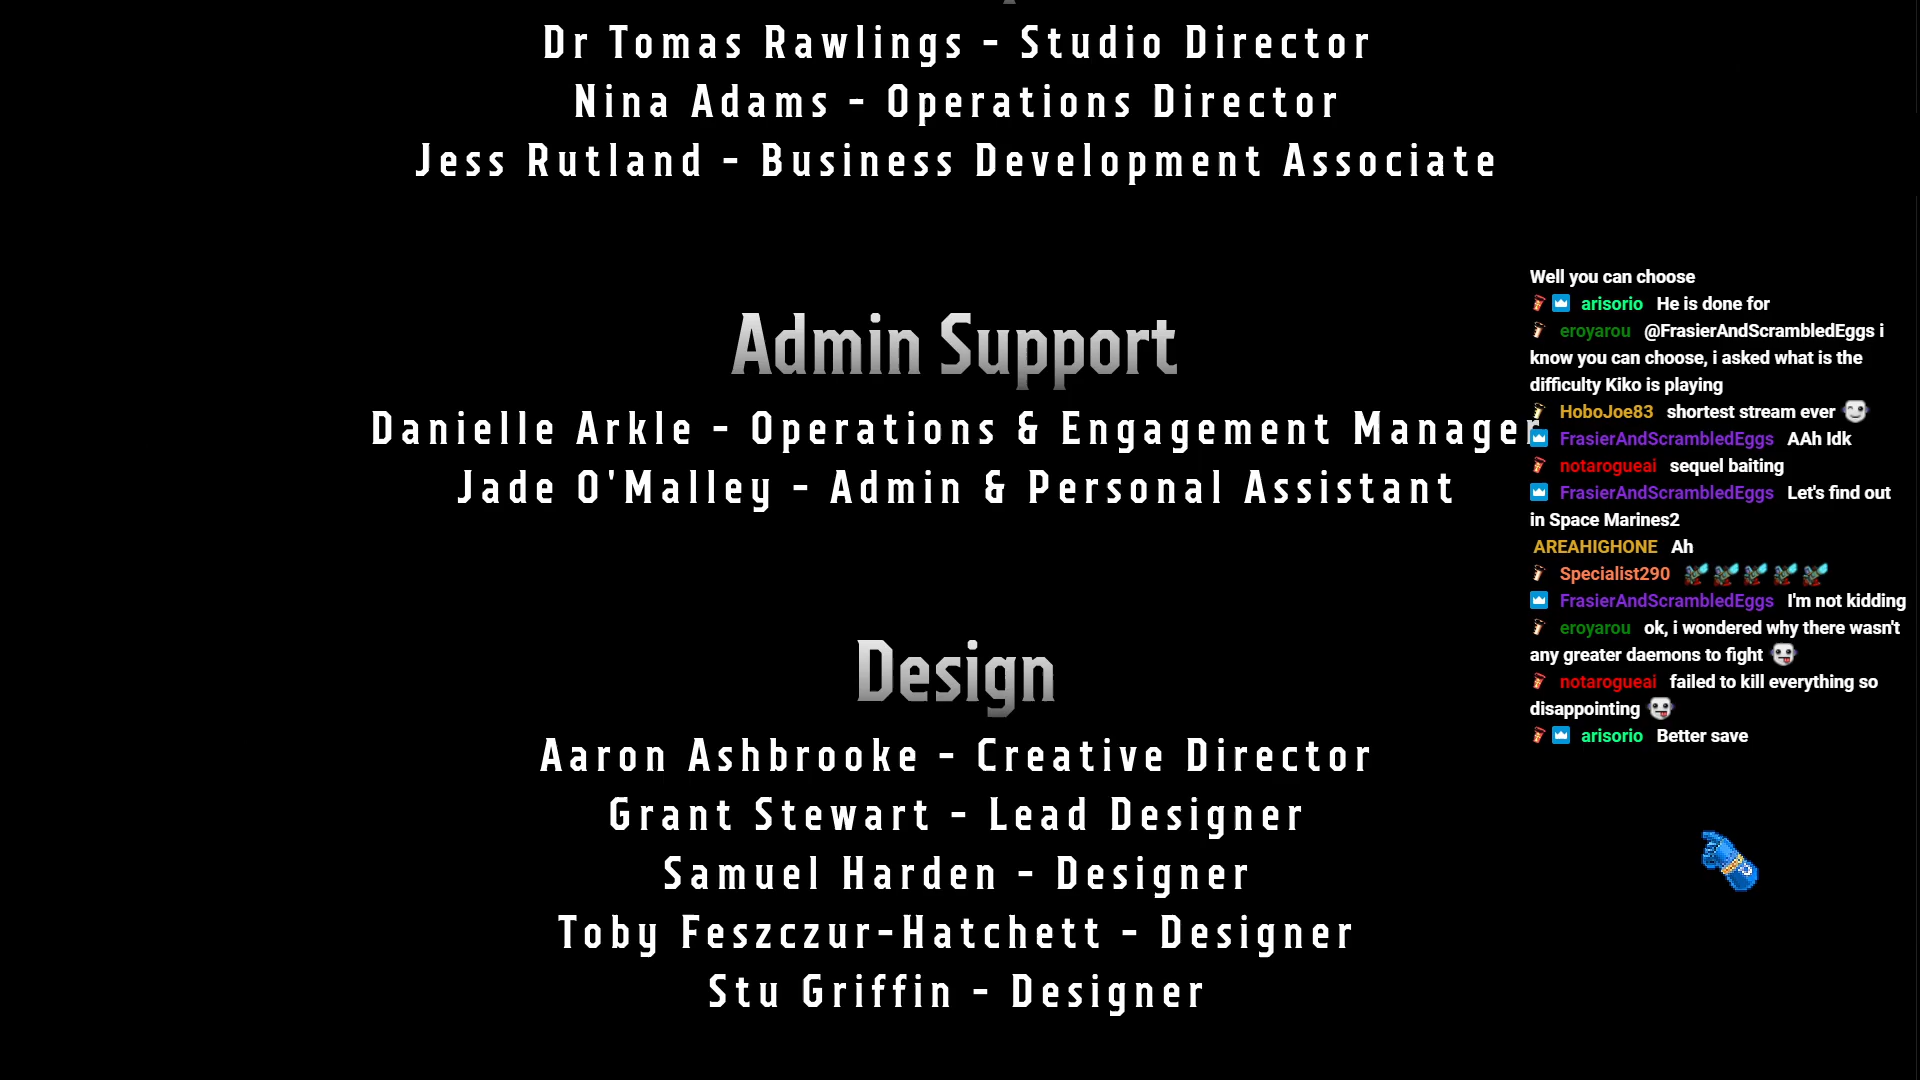 Dr Tomas Rawlings - Studio Director
Nina Adams - Operations Director
Jess Rutland - Business Development Associate
Admin Support
Danielle Arkle - Operations & Engagement Manager
Jade O'Malley - Admin & Personal Assistant
Design
Aaron Ashbrooke - Creative Director
Grant Stewart - Lead Designer
Samuel Harden - Designer
Toby Feszczur-Hatchett - Designer
Stu Griffin - Designer
Well you can choose
arisorio He is done for
eroyarou @FrasierAndScrambledEggs i
know you can choose, i asked what is the
difficulty Kiko is playing
HoboJoe83 shortest stream ever
FrasierAndScrambledEggs AAh Idk
notarogueai sequel baiting
FrasierAndScrambledEggs Let's find out
in Space Marines2
AREAHIGHONE Ah
Specialist290
FrasierAndScrambledEggs I'm not kidding
eroyarou ok, i wondered why there wasn't
any greater daemons to fight
notarogueai failed to kill everything so
disappointing
arisorio Better save